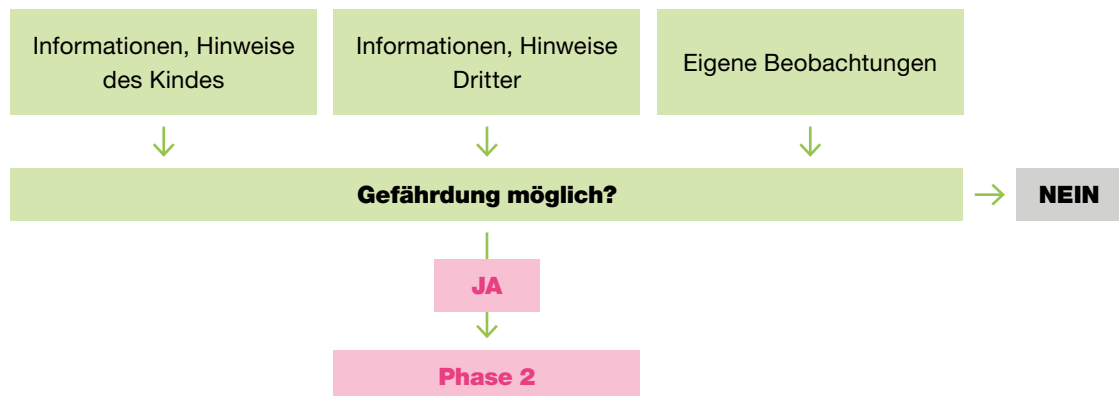 Informationen, Hinweise
des Kindes
Informationen, Hinweise
Dritter
Eigene Beobachtungen
Gefährdung möglich?
NEIN
JA
Phase 2